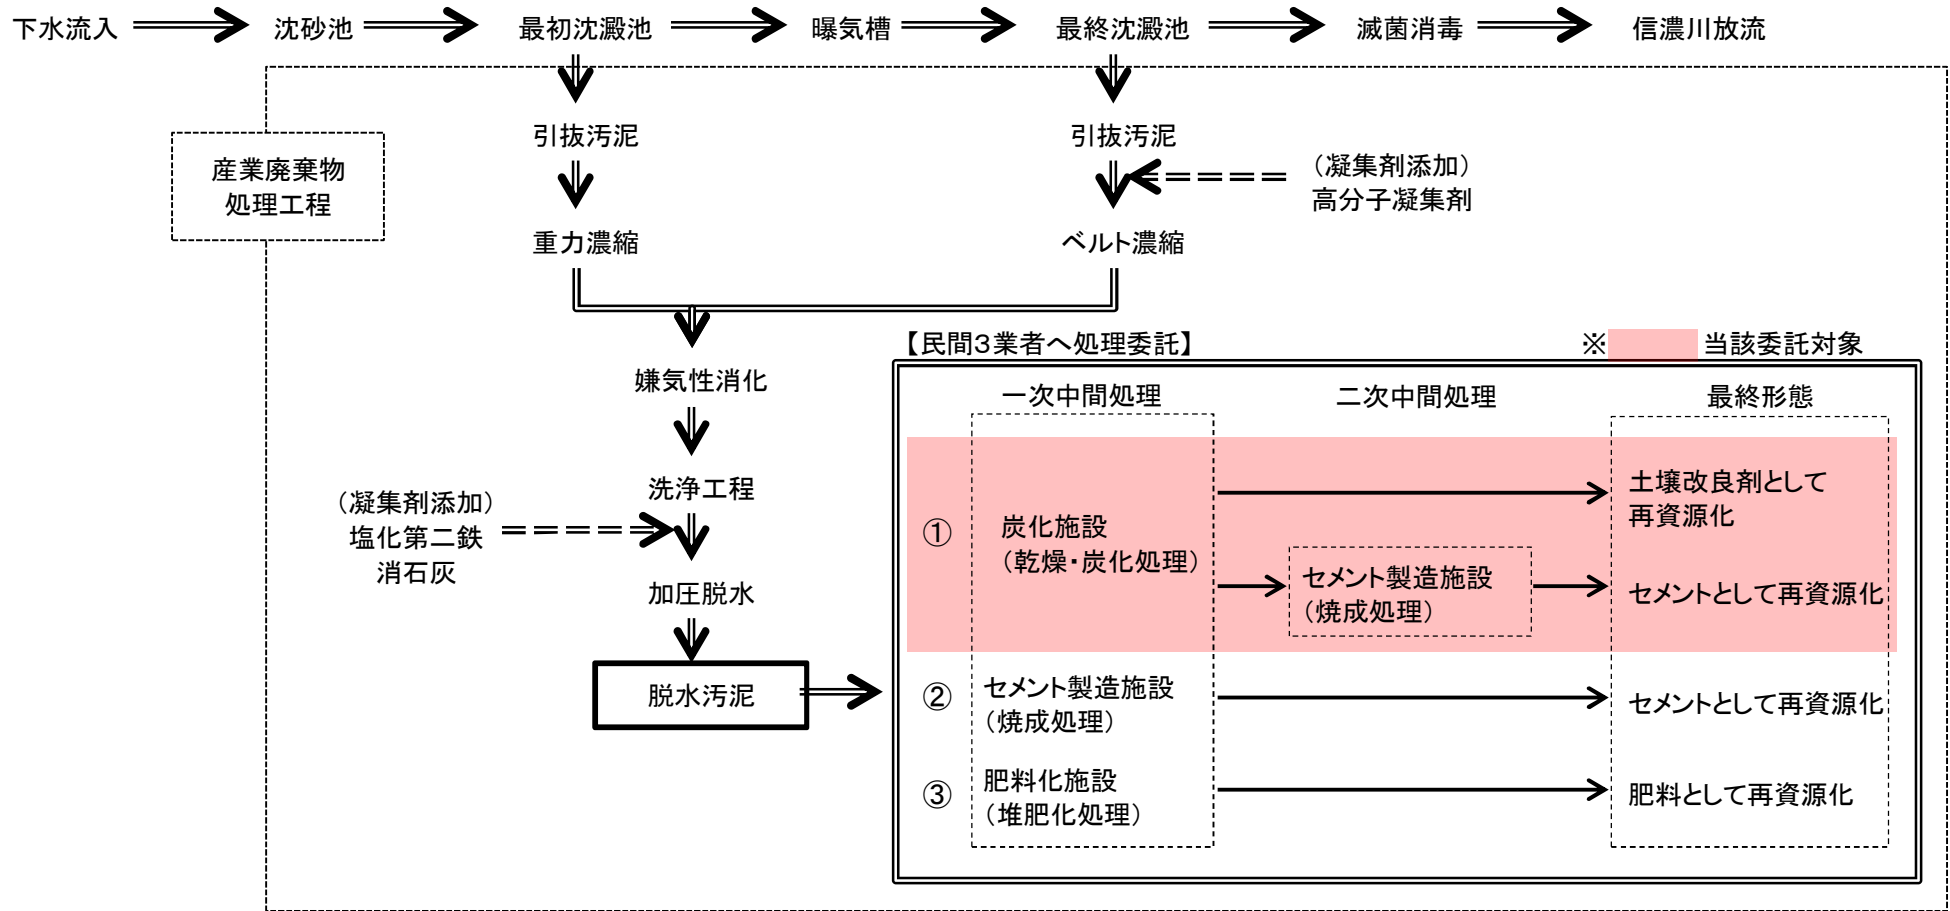 下水流入
沈砂池
最初沈澱池
曝気槽
最終沈澱池
滅菌消毒
信濃川放流
産業廃棄物
処理工程
引抜汚泥
引抜汚泥
(凝集剤添加)
高分子凝集剤
重力濃縮
ベルト濃縮
嫌気性消化
洗浄工程
(凝集剤添加)
塩化第二鉄
消石灰
加圧脱水
脱水汚泥
【民間3業者へ処理委託】
※
当該委託対象
一次中間処理
二次中間処理
最終形態
①
炭化施設
(乾燥・炭化処理)
土壌改良剤として
再資源化
セメント製造施設
(焼成処理)
セメントとして再資源化
②
セメント製造施設
(焼成処理)
セメントとして再資源化
③
肥料化施設
(堆肥化処理)
肥料として再資源化